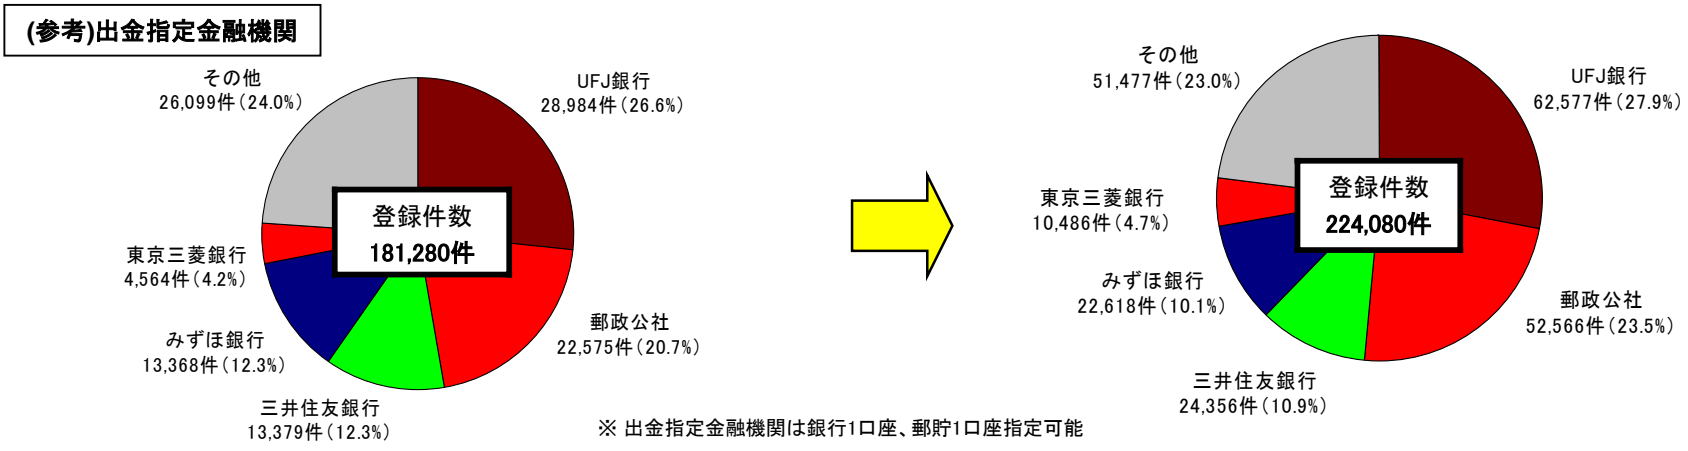 (参考)出金指定金融機関
その他
26,099件(24.0%)
UFJ銀行
28,984件(26.6%)
登録件数
181,280件
東京三菱銀行
4,564件(4.2%)
郵政公社
22,575件(20.7%)
みずほ銀行
13,368件(12.3%)
三井住友銀行
13,379件(12.3%)
その他
51,477件(23.0%)
UFJ銀行
62,577件(27.9%)
登録件数
224,080件
東京三菱銀行
10,486件(4.7%)
みずほ銀行
22,618件(10.1%)
郵政公社
52,566件(23.5%)
三井住友銀行
24,356件(10.9%)
※ 出金指定金融機関は銀行1口座、郵貯1口座指定可能